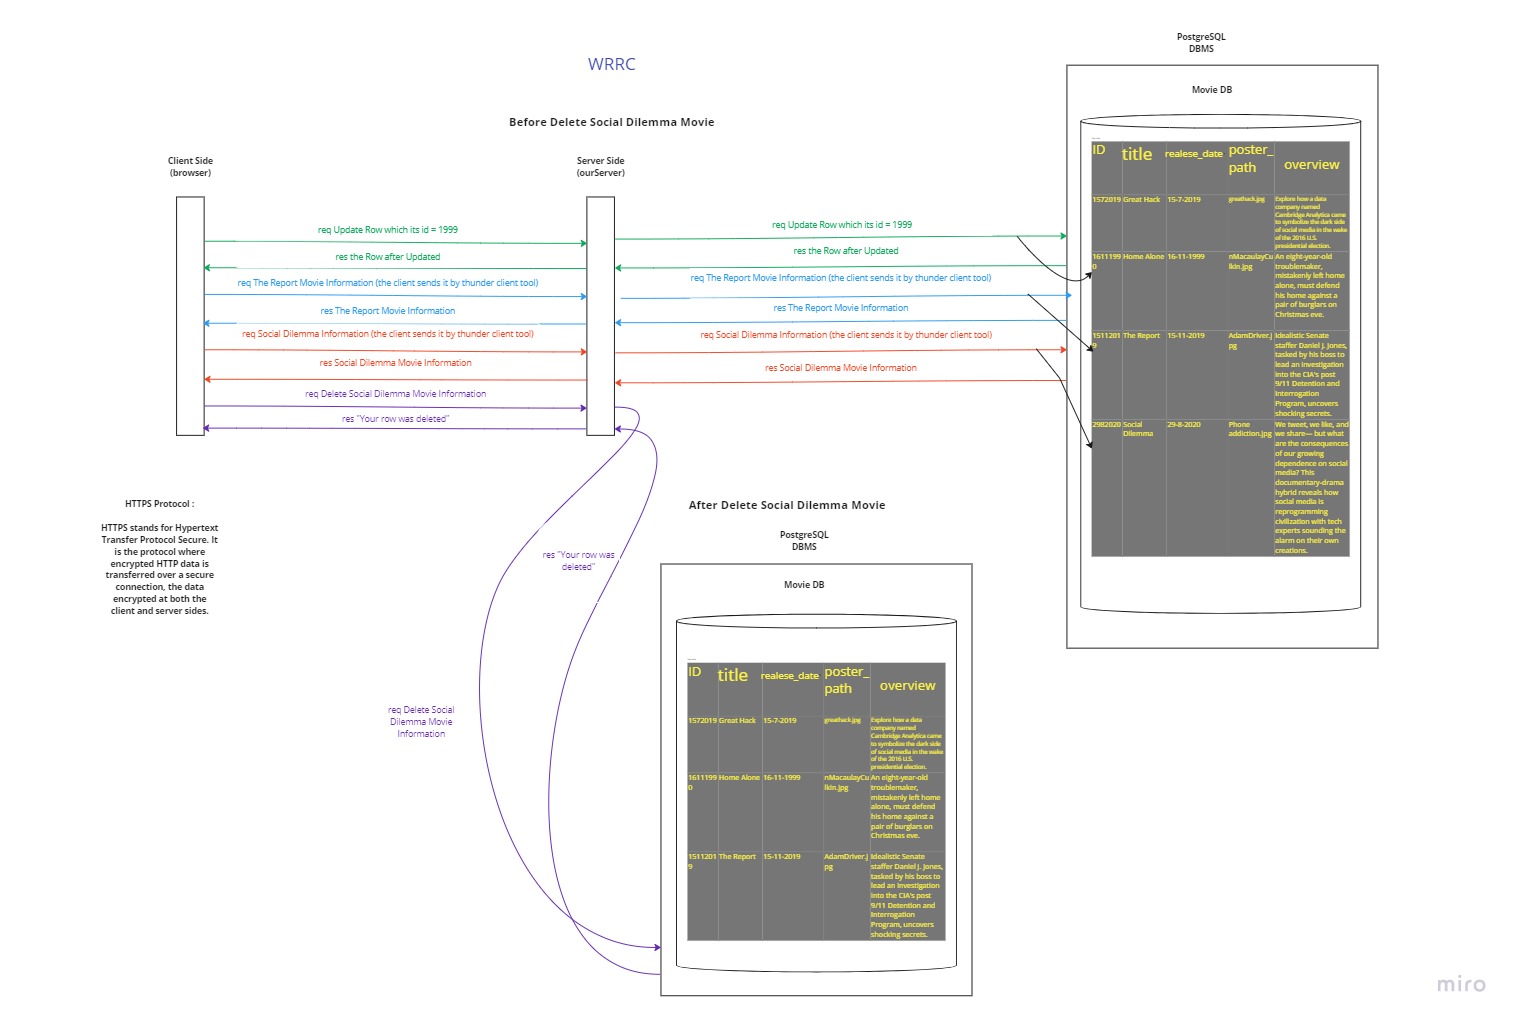 WRRC
Before Delete Social Dilemma Movie
Client Side
(browser)
Server Side
(ourServer)
req Update Row which its id = 1999
res the Row after Updated
req The Report Movie Information (the client sends it by thunder client tool)
res The Report Movie Information
req Social Dilemma Information (the client sends it by thunder client tool)
res Social Dilemma Movie Information
req Delete Social Dilemma Movie Information
res "Your row was deleted"
req Update Row which its id = 1999
res the Row after Updated
req The Report Movie Information (the client sends it by thunder client tool)
res The Report Movie Information
req Social Dilemma Information (the client sends it by thunder client tool)
res Social Dilemma Movie Information
PostgreSQL
DBMS
Movie DB
ID title realese_date poster_
path overview
1572019 Great Hack 15-7-2019 greathack.jpg Explore how a data
company named
Cambridge Analytica came
to symbolize the dark side
of social media in the wake
of the 2016 U.S.
presidential election.
1611199 Home Alone 16-11-1999 nMacaulayCu An eight-year-old
0 lkin.jpg troublemaker,
mistakenly left home
alone, must defend
his home against a
pair of burglars on
Christmas eve.
1511201 The Report 15-11-2019 AdamDriver.j Idealistic Senate
9 pg staffer Daniel J. Jones,
tasked by his boss to
lead an investigation
into the CIA's post
9/11 Detention and
Interrogation
Program, uncovers
shocking secrets.
2982020 Social 29-8-2020 Phone We tweet, we like, and
Dilemma addiction.jpg we share— but what
are the consequences
of our growing
dependence on social
media? This
documentary-drama
hybrid reveals how
social media is
reprogramming
civilization with tech
experts sounding the
alarm on their own
creations.
HTTPS Protocol :
HTTPS stands for Hypertext
Transfer Protocol Secure. It
is the protocol where
encrypted HTTP data is
transferred over a secure
connection, the data
encrypted at both the
client and server sides.
res "Your row was
deleted"
req Delete Social
Dilemma Movie
Information
After Delete Social Dilemma Movie
PostgreSQL
DBMS
Movie DB
ID title realese_date poster_
path overview
1572019 Great Hack 15-7-2019 greathack.jpg Explore how a data
company named
Cambridge Analytica came
to symbolize the dark side
of social media in the wake
of the 2016 U.S.
presidential election.
1611199 Home Alone 16-11-1999 nMacaulayCu An eight-year-old
0 lkin.jpg troublemaker,
mistakenly left home
alone, must defend
his home against a
pair of burglars on
Christmas eve.
1511201 The Report 15-11-2019 AdamDriver.j Idealistic Senate
9 pg staffer Daniel J. Jones,
tasked by his boss to
lead an investigation
into the CIA's post
9/11 Detention and
Interrogation
Program, uncovers
shocking secrets.
miro